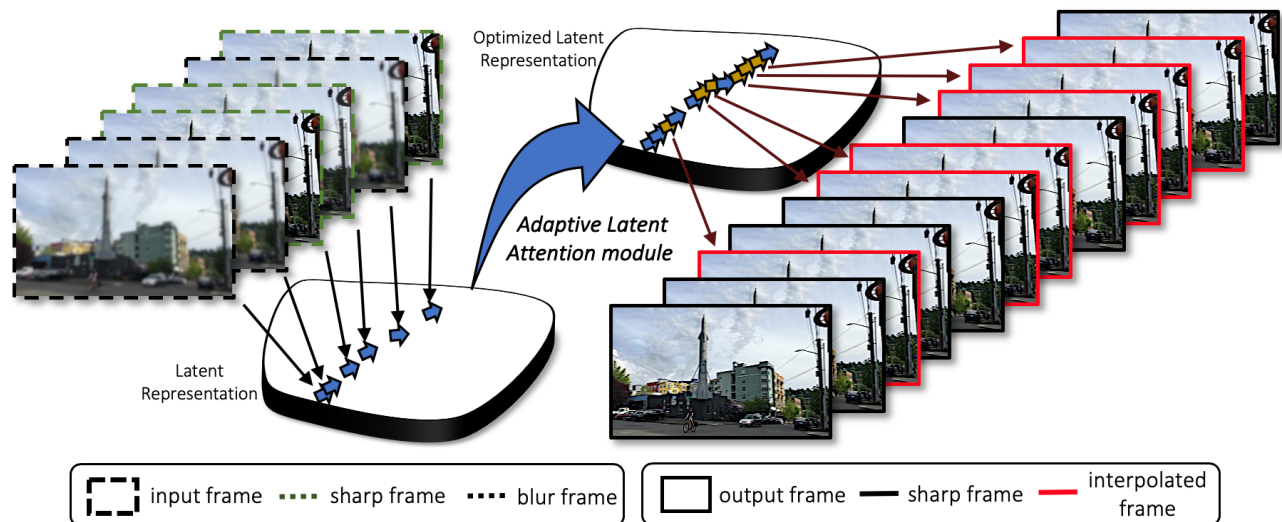 Optimized Latent
Representation
Adaptive Latent
Attention module
Latent
Representation
input frame
sharp frame
blur frame
output frame
sharp frame
interpolated
frame